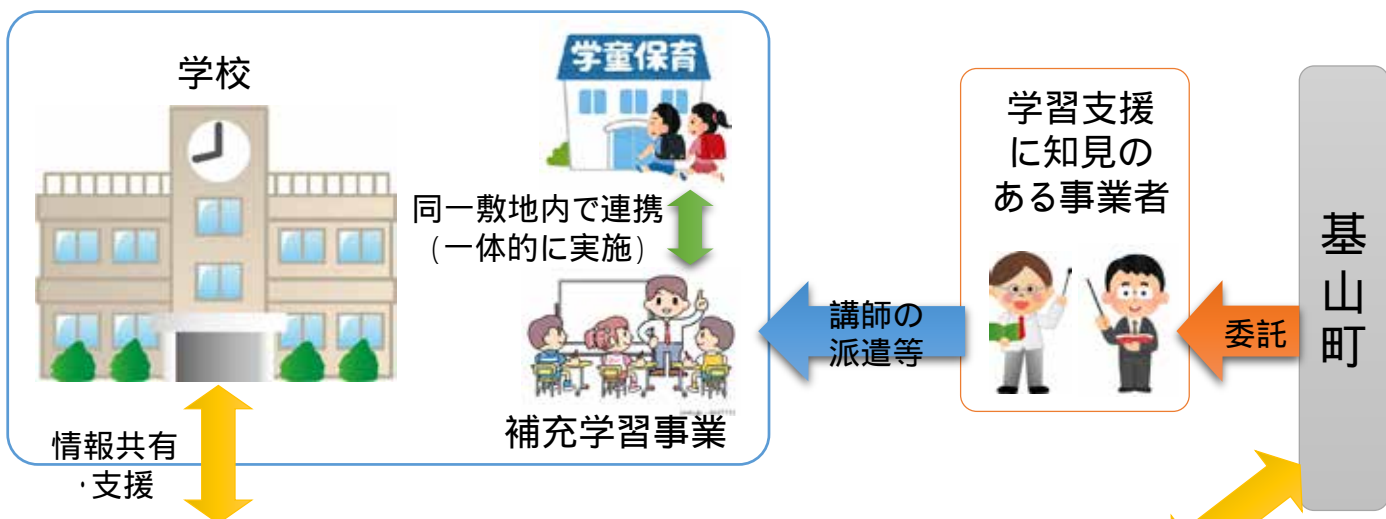 学校
学童保育
同一敷地内で連携
（一体的に実施）
補充学習事業
情報共有
・支援
講師の
派遣等
学習支援
に知見の
ある事業者
委託
基山町